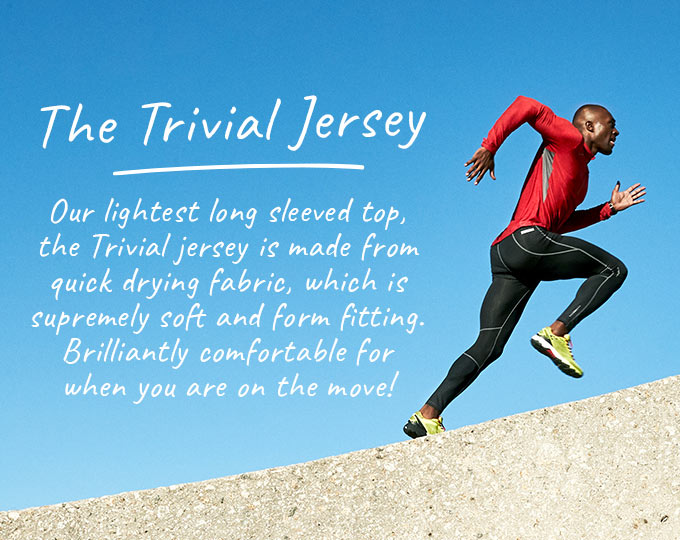 The Trivial Jersey
Our lightest long sleeved top,
the Trivial jersey is made from
quick drying fabric, which is
supremely soft and form fitting.
Brilliantly comfortable for
when you are on the move!